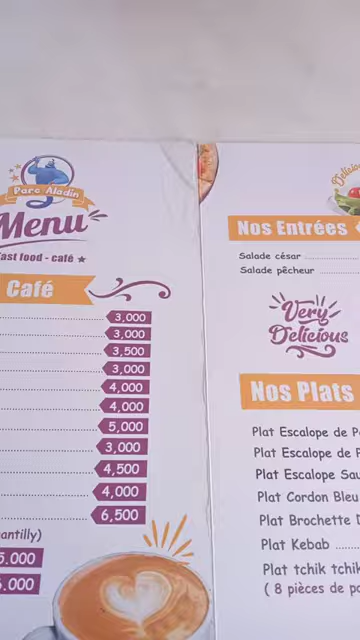 Parc Aladin
Menu
fast food - café ★
Café
3,000
3,000
3,500
3,000
4,000
4,000
5,000
3,000
4,500
4,000
6,500
5.000
6.000
Delicious
Nos Entrées
Salade césar
Salade pêcheur
Very
Delicious
Nos Plats
Plat Escalope de
Plat Escalope de
Plat Escalope
Plat Cordon Bleu
Plat Brochette
Plat Kebab
Plat tchik tchik
( 8 pièces de